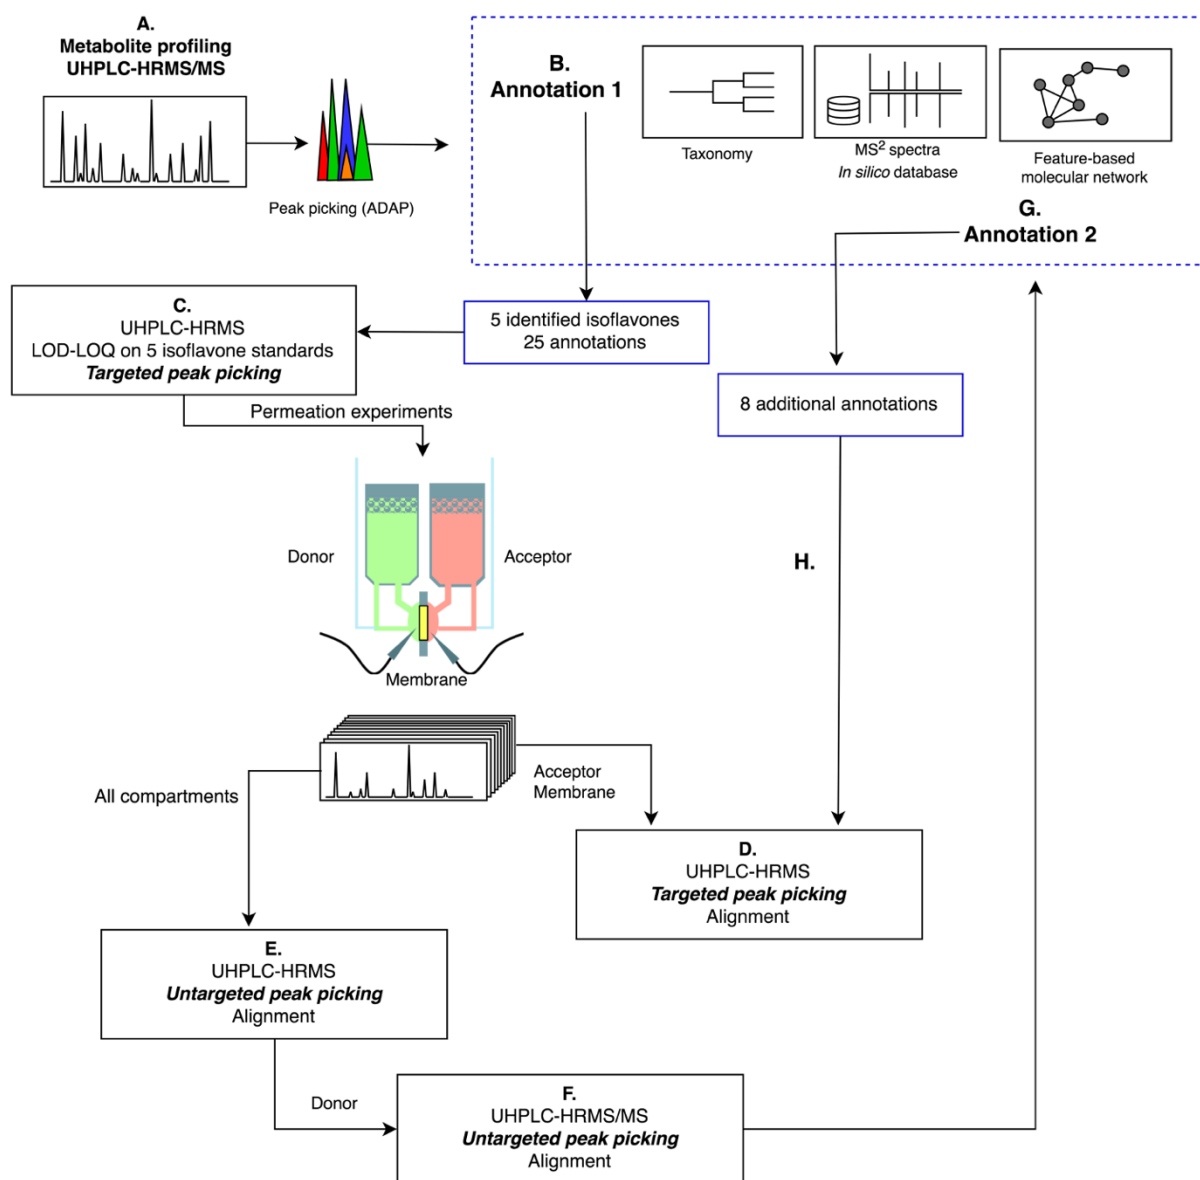 A.
Metabolite profiling
UHPLC-HRMS/MS
Peak picking (ADAP)
B.
Annotation 1
Taxonomy
MS² spectra
In silico database
Feature-based
molecular network
G.
Annotation 2
C.
UHPLC-HRMS
LOD-LOQ on 5 isoflavone standards
Targeted peak picking
5 identified isoflavones
25 annotations
8 additional annotations
Permeation experiments
Donor
Acceptor
Membrane
H.
All compartments
Acceptor
Membrane
D.
UHPLC-HRMS
Targeted peak picking
Alignment
E.
UHPLC-HRMS
Untargeted peak picking
Alignment
Donor
F.
UHPLC-HRMS/MS
Untargeted peak picking
Alignment